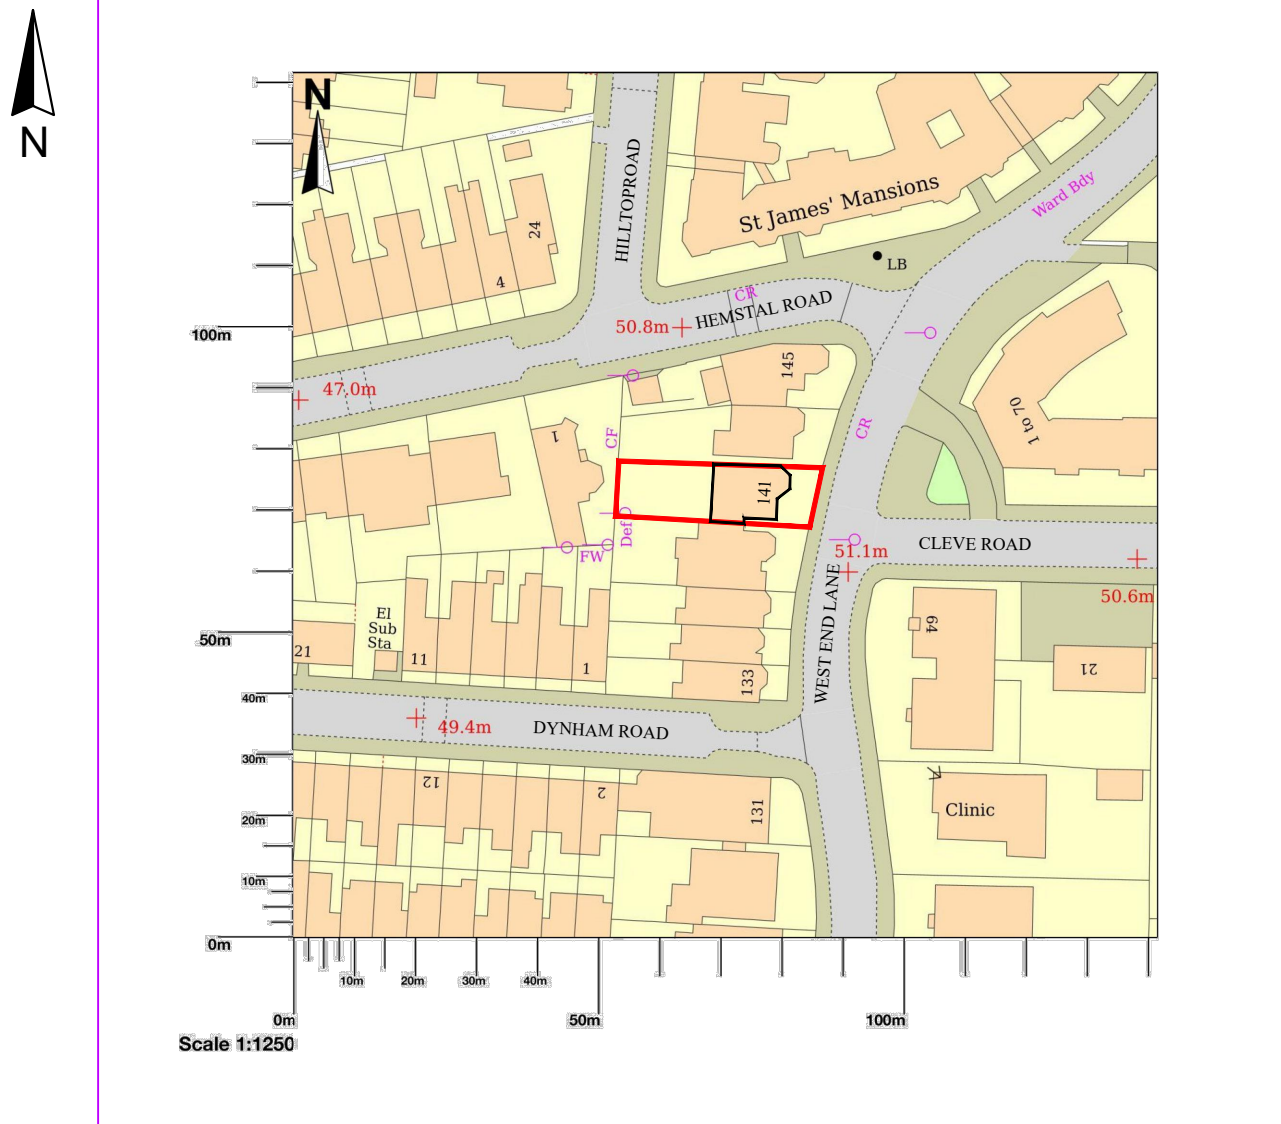 N
N
HILLTOPROAD
24
4
St James' Mansions
Ward Bdy
LB
CR
HEMSTAL ROAD
50.8m
100m
47.0m
145
1 to 70
1
CF
CR
141
Def
FW
CLEVE ROAD
51.1m
50.6m
El
Sub
Sta
50m
21
11
1
133
WEST END LANE
64
21
40m
49.4m
DYNHAM ROAD
30m
12
2
131
Clinic
20m
10m
0m
10m
20m
30m
40m
0m
50m
100m
Scale 1:1250